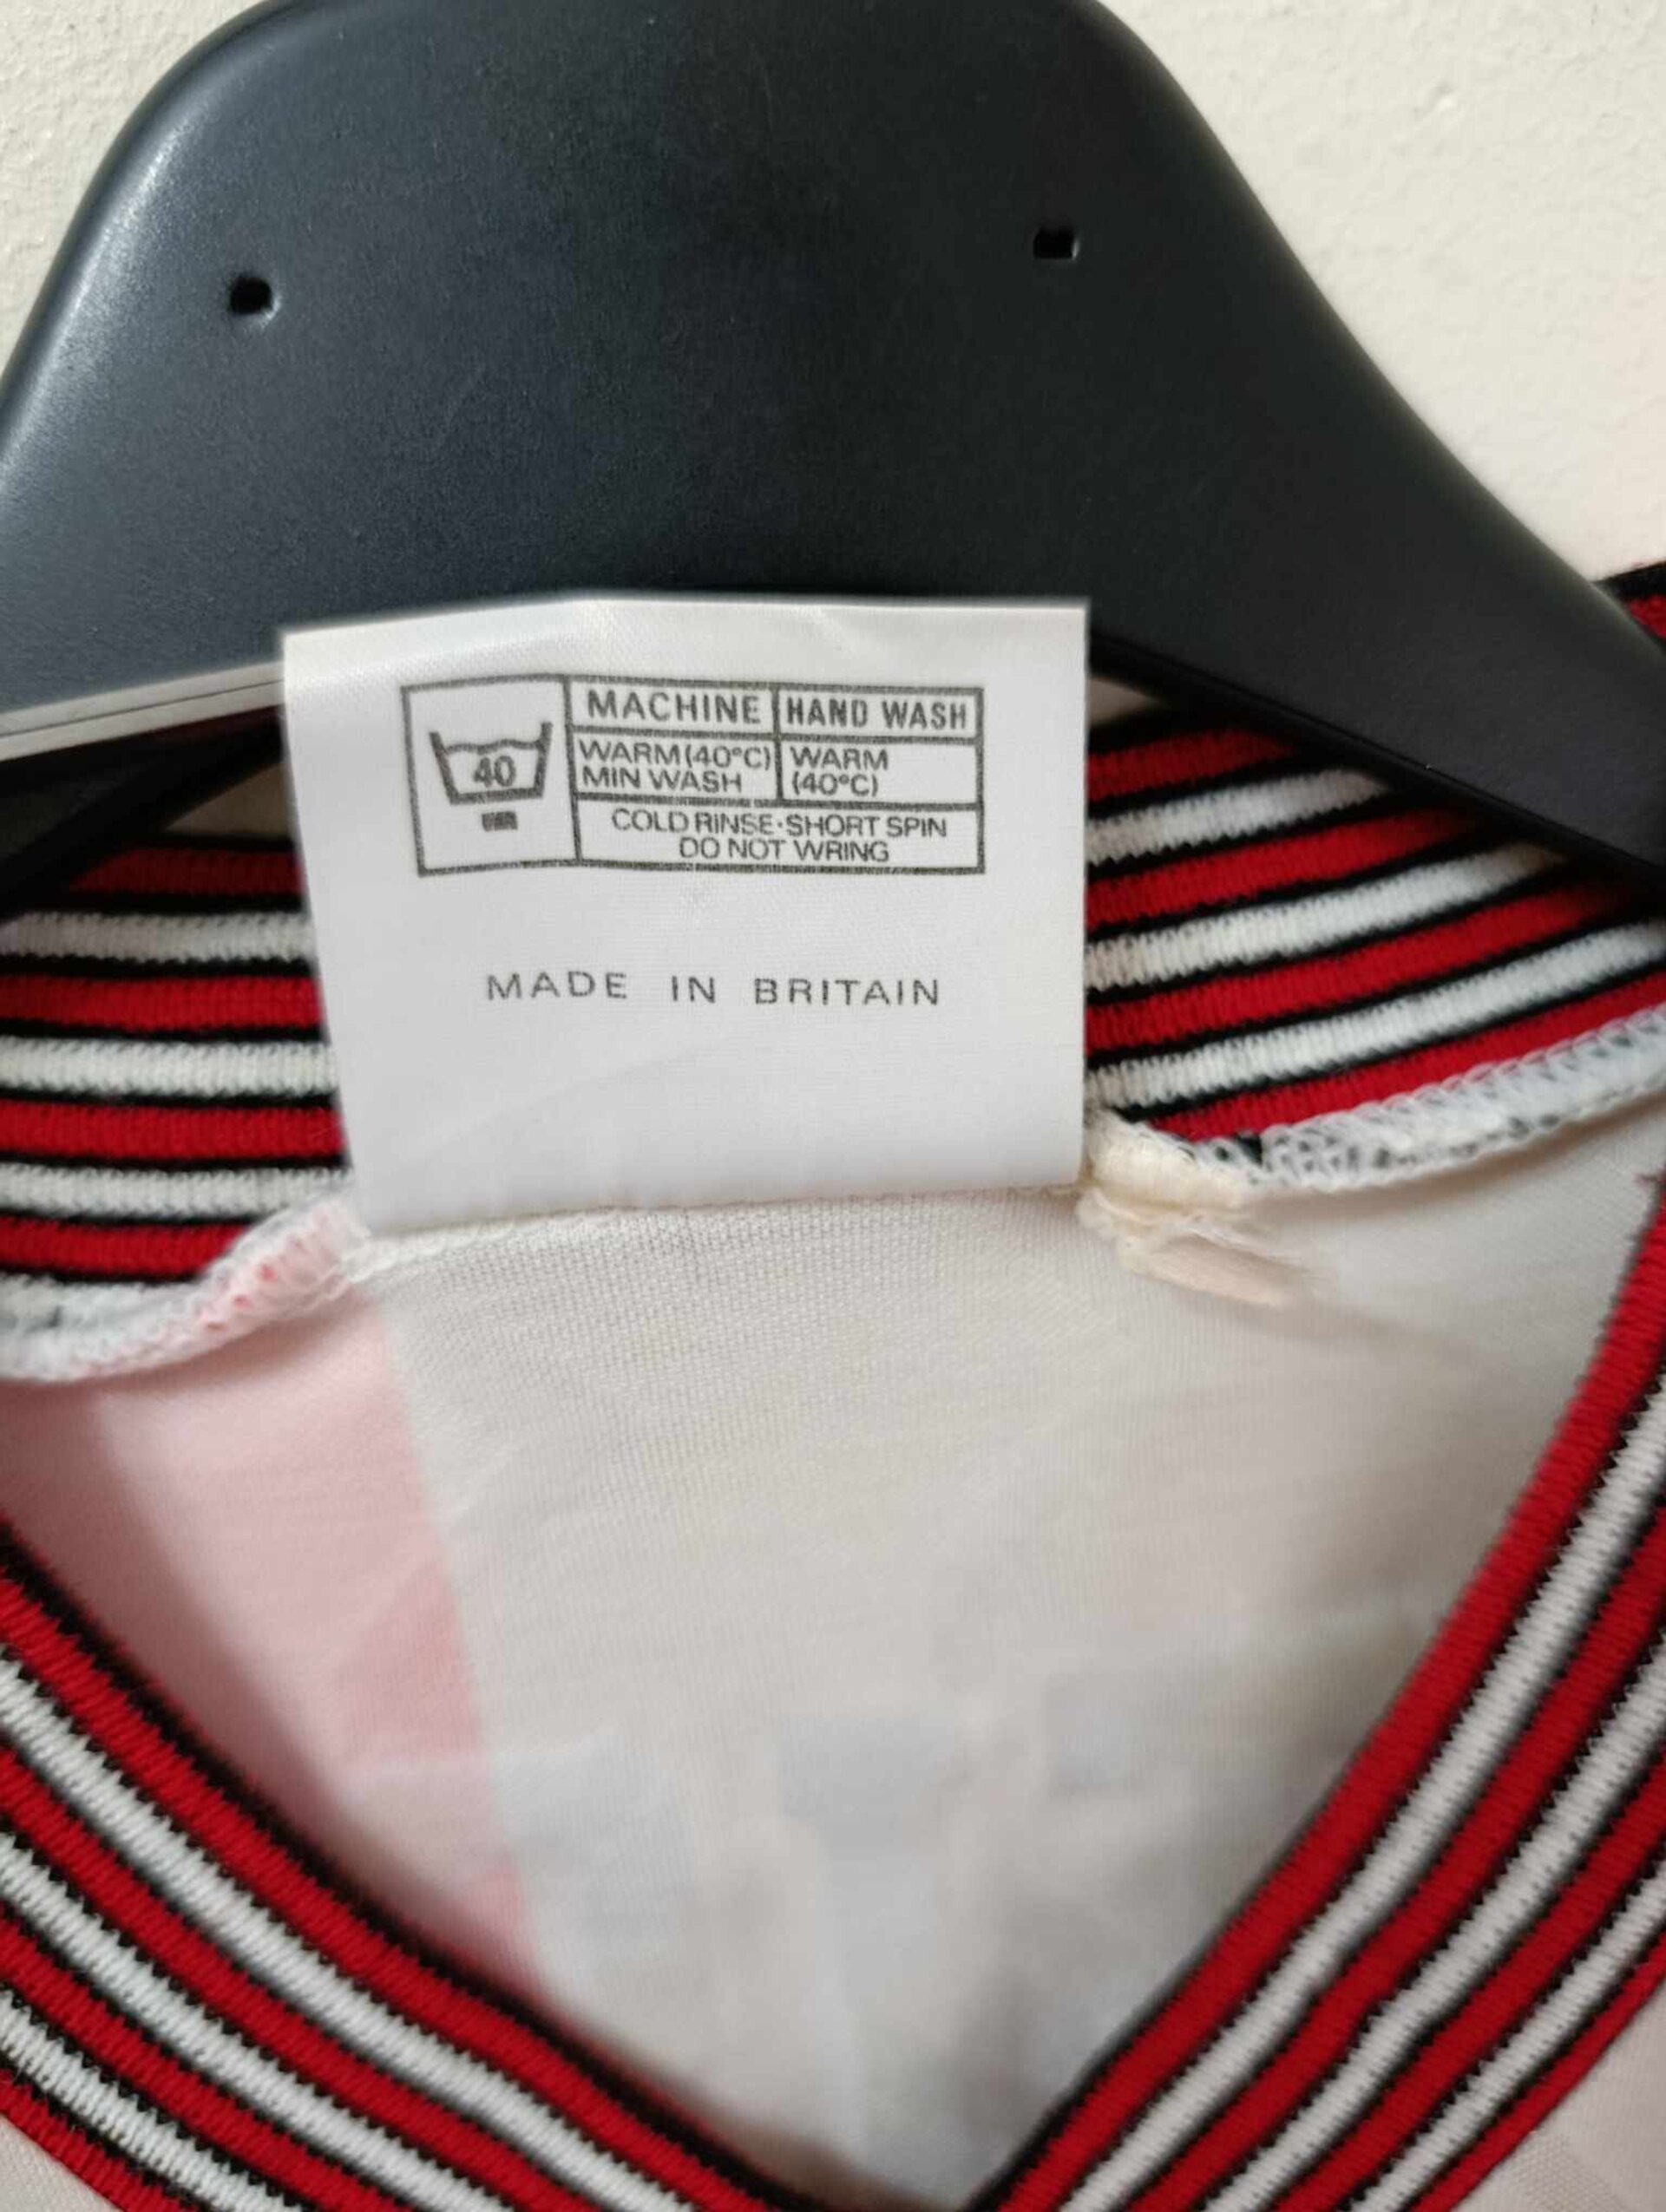 40
MACHINE
HAND WASH
WARM(40°C)
MIN WASH
WARM
(40°C)
COLD RINSE·SHORT SPIN
DO NOT WRING
MADE IN BRITAIN